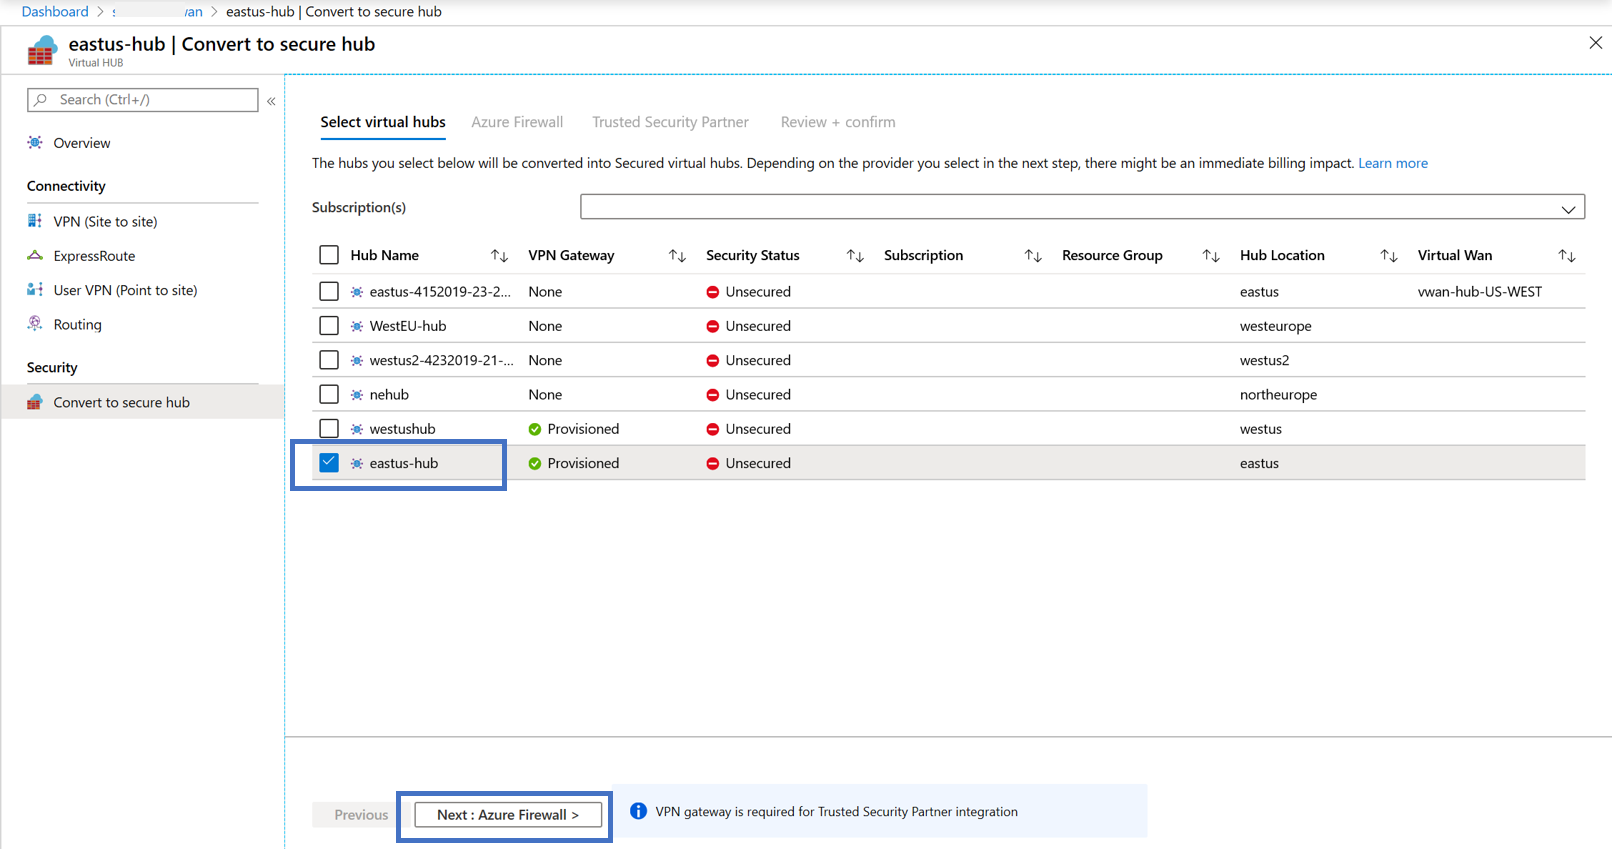 Dashboard > van > eastus-hub | Convert to secure hub
eastus-hub | Convert to secure hub
Virtual HUB
Search (Ctrl+/) «
Overview
Connectivity
VPN (Site to site)
ExpressRoute
User VPN (Point to site)
Routing
Security
Convert to secure hub
Select virtual hubs Azure Firewall Trusted Security Partner Review + confirm
The hubs you select below will be converted into Secured virtual hubs. Depending on the provider you select in the next step, there might be an immediate billing impact. Learn more
Subscription(s)
Hub Name VPN Gateway Security Status Subscription Resource Group Hub Location Virtual Wan
eastus-4152019-23-2... None Unsecured eastus vwan-hub-US-WEST
WestEU-hub None Unsecured westeurope
westus2-4232019-21-... None Unsecured westus2
nehub None Unsecured northeurope
westushub Provisioned Unsecured westus
eastus-hub Provisioned Unsecured eastus
Previous Next : Azure Firewall > VPN gateway is required for Trusted Security Partner integration